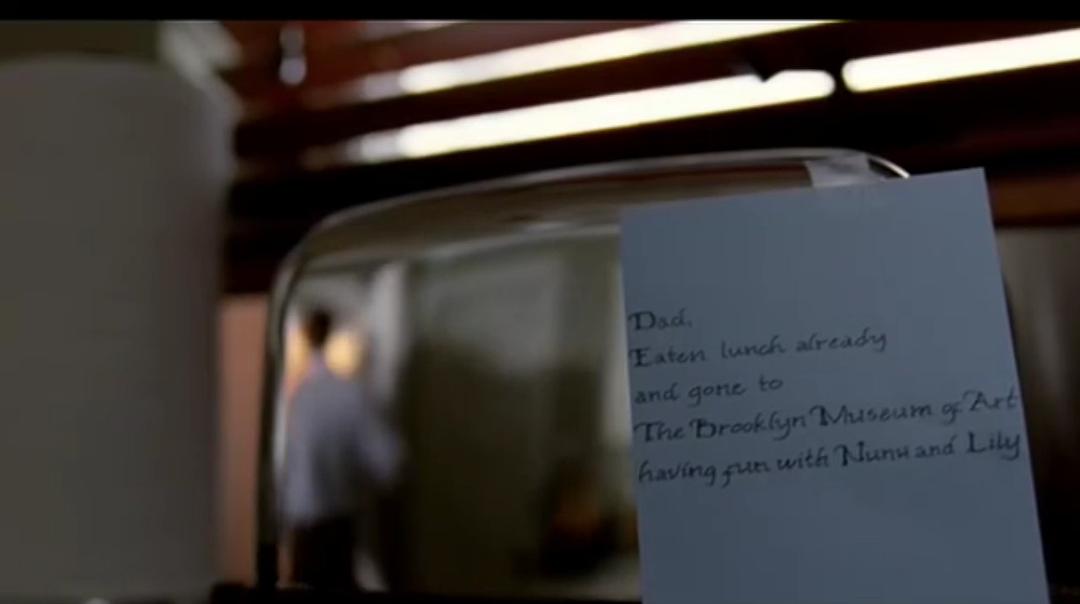 Dad,
Eaten lunch already
and gone to
The Brooklyn Museum of Art
having fun with Nunu and Lily